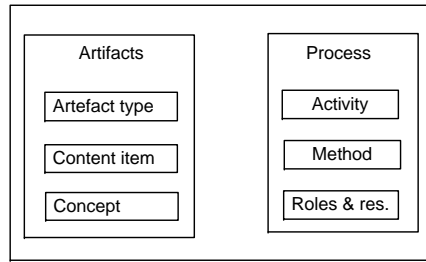 Artifacts
Artefact type
Content item
Concept
Process
Activity
Method
Roles & res.